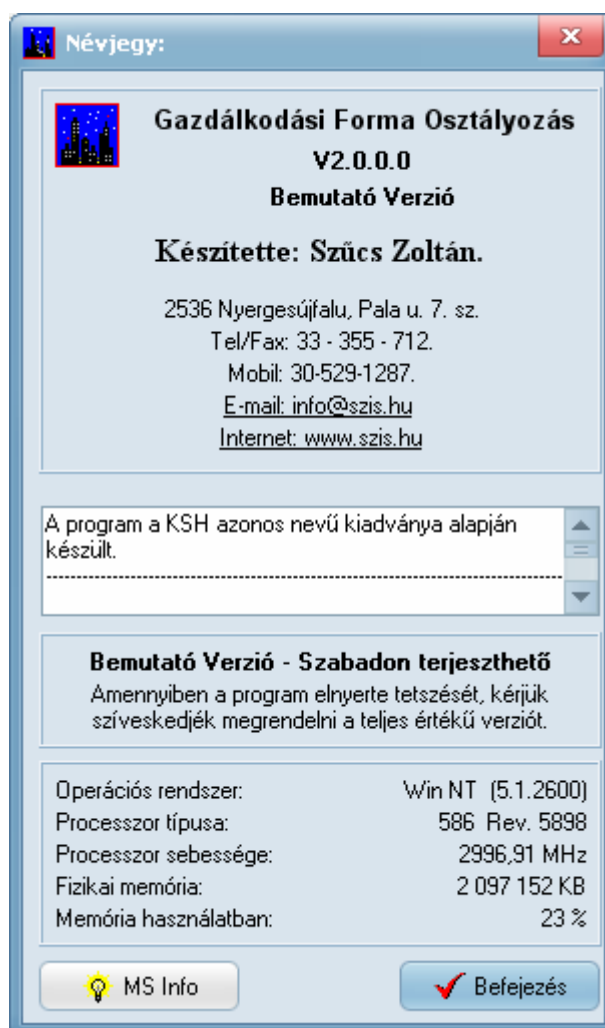 Névjegy:
Gazdálkodási Forma Osztályozás
V2.0.0.0
Bemutató Verzió
Készítette: Szűcs Zoltán.
2536 Nyergesújfalu, Pala u. 7. sz.
Tel/Fax: 33 - 355 - 712.
Mobil: 30-529-1287.
E-mail: info@szis.hu
Internet: www.szis.hu
A program a KSH azonos nevű kiadványa alapján
készült.
--------------------------------------------------------------------------------------
Bemutató Verzió - Szabadon terjeszthető
Amennyiben a program elnyerte tetszését, kérjük
szíveskedjék megrendelni a teljes értékű verziót.
Operációs rendszer: Win NT (5.1.2600)
Processzor típusa: 586 Rev. 5898
Processzor sebessége: 2996,91 MHz
Fizikai memória: 2 097 152 KB
Memória használatban: 23 %
MS Info Befejezés